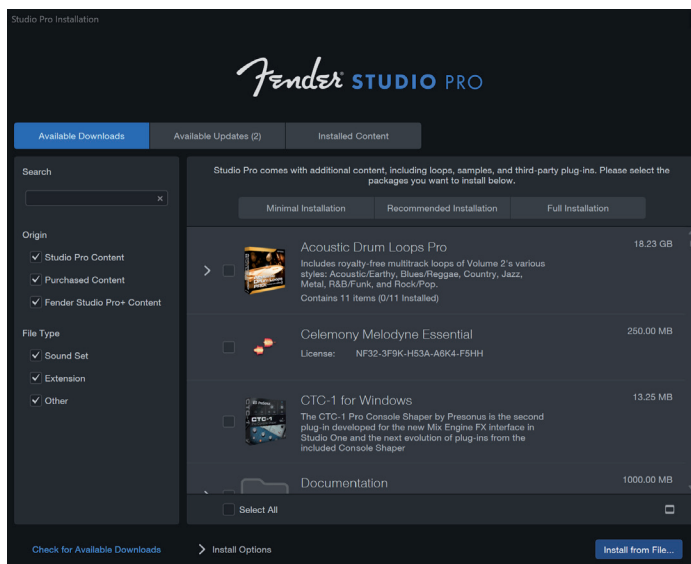 Studio Pro Installation
Fender STUDIO PRO
Available Downloads
Available Updates (2)
Installed Content
Search
Origin
Studio Pro Content
Purchased Content
Fender Studio Pro+ Content
File Type
Sound Set
Extension
Other
Studio Pro comes with additional content, including loops, samples, and third-party plug-ins. Please select the
packages you want to install below.
Minimal Installation
Recommended Installation
Full Installation
Acoustic Drum Loops Pro
18.23 GB
Includes royalty-free multitrack loops of Volume 2's various
styles: Acoustic/Earthy, Blues/Reggae, Country, Jazz,
Metal, R&B/Funk, and Rock/Pop.
Contains 11 items (0/11 Installed)
Celemony Melodyne Essential
250.00 MB
License: NF32-3F9K-H53A-A6K4-F5HH
CTC-1
CTC-1 for Windows
13.25 MB
The CTC-1 Pro Console Shaper by Presonus is the second
plug-in developed for the new Mix Engine FX interface in
Studio One and the next evolution of plug-ins from the
included Console Shaper
Documentation
1000.00 MB
Select All
Check for Available Downloads
Install Options
Install from File...